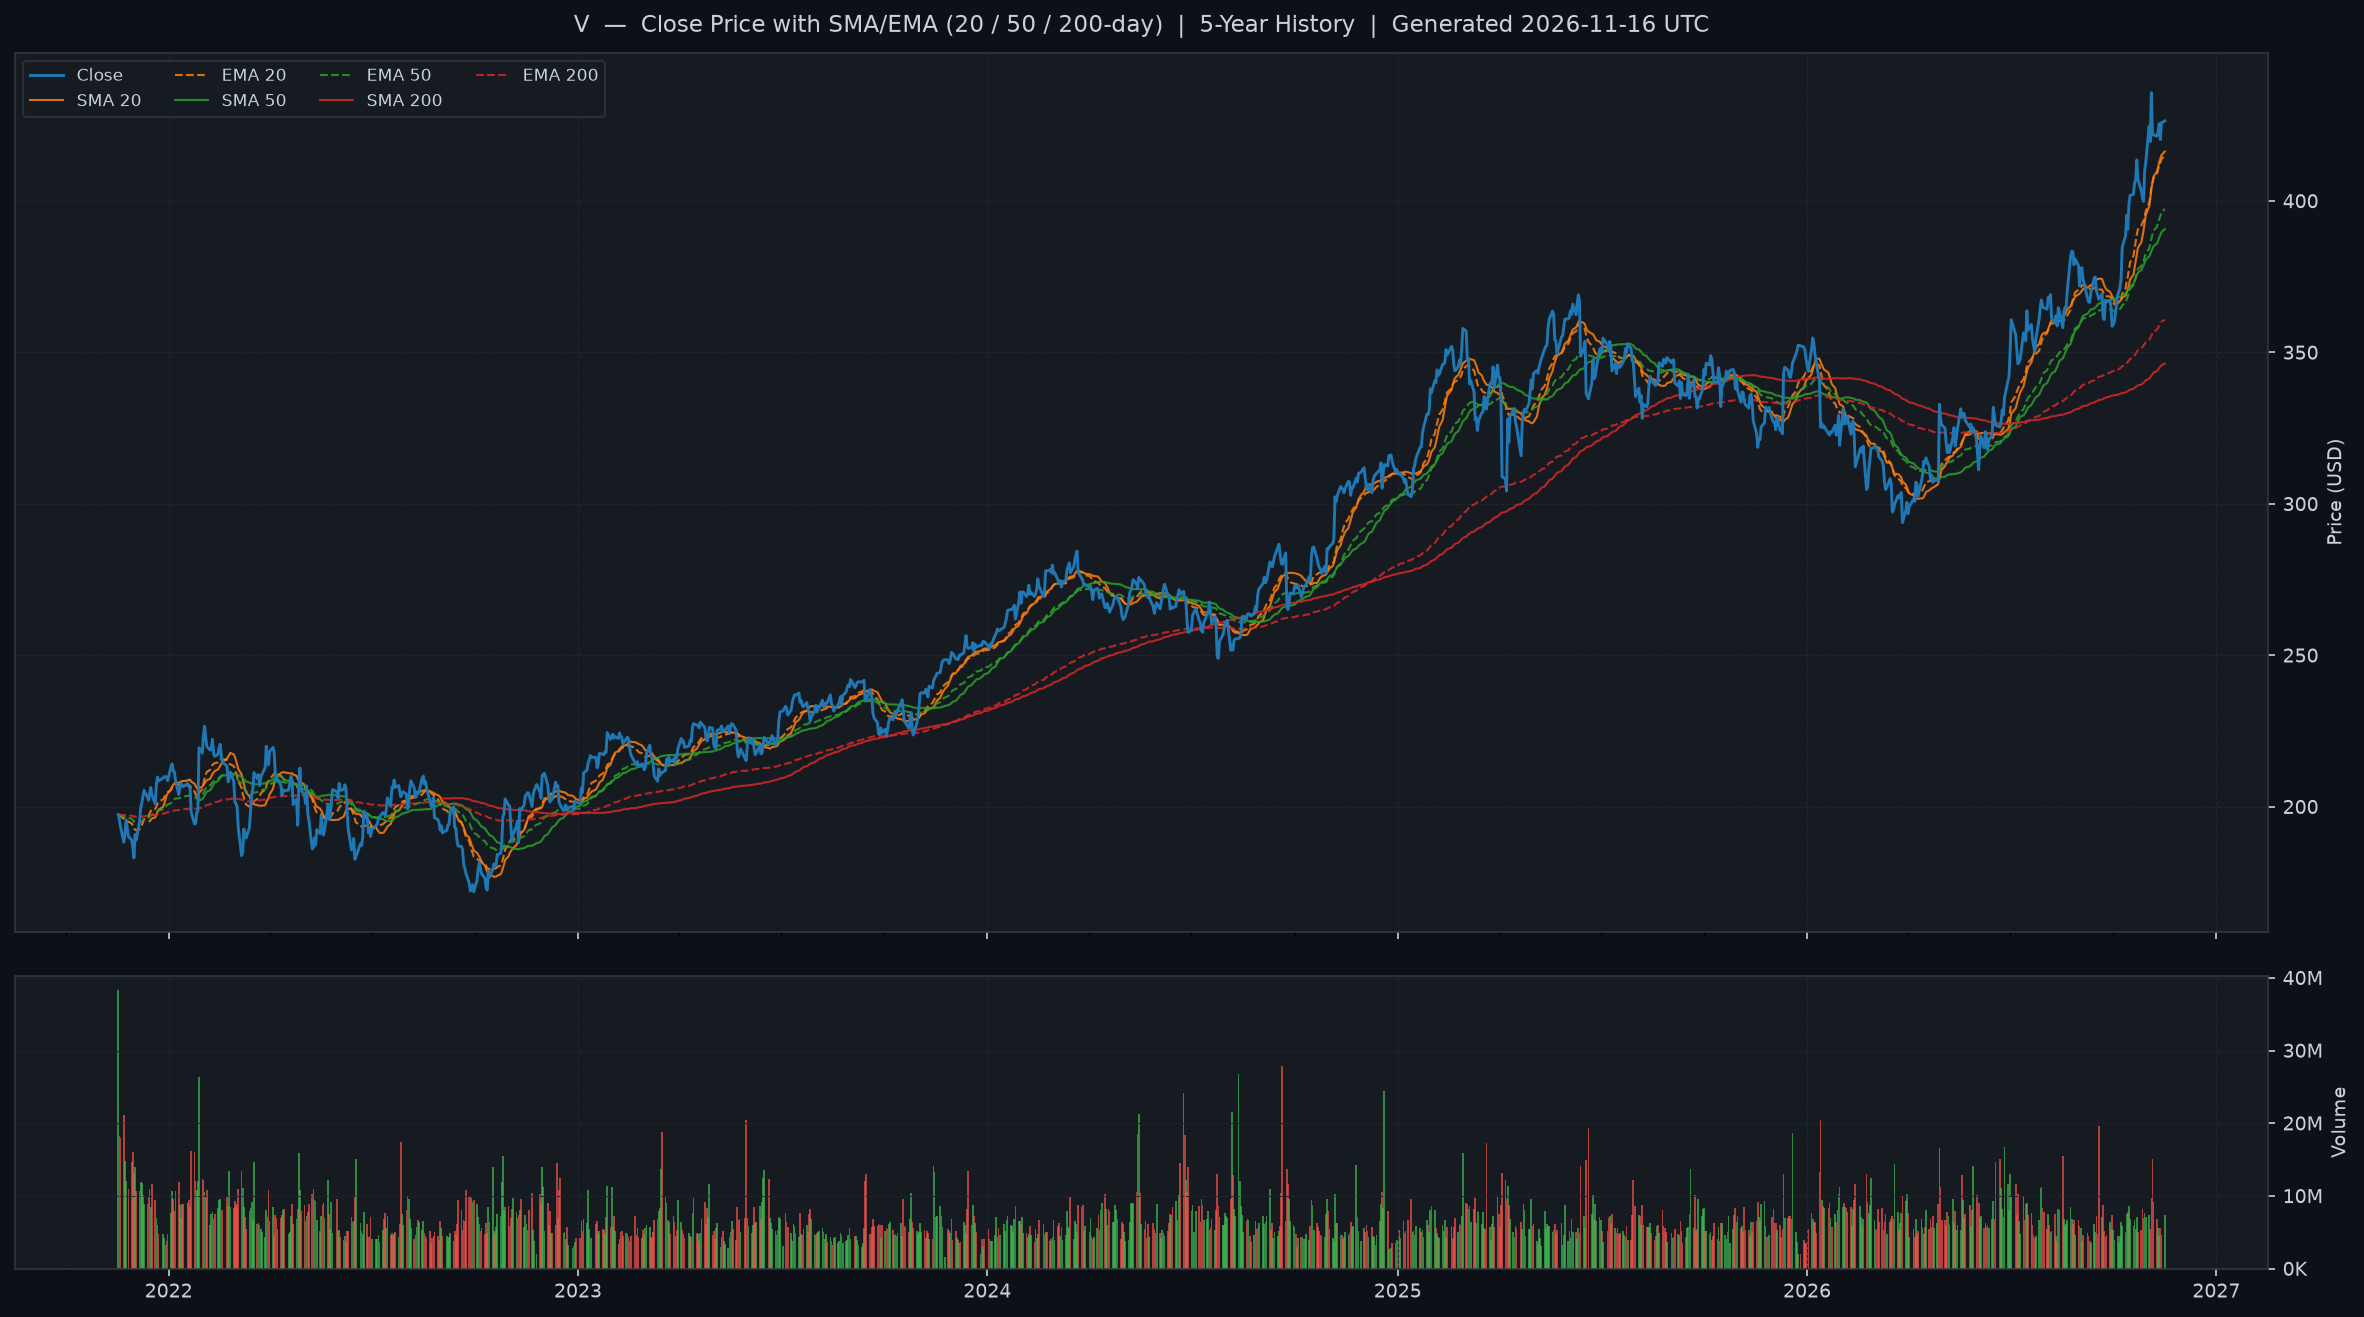 V — Close Price with SMA/EMA (20 / 50 / 200-day) | 5-Year History | Generated 2026-11-16 UTC
Close EMA 20 EMA 50 EMA 200
SMA 20 SMA 50 SMA 200
400
350
300
250
200
Price (USD)
40M
30M
20M
10M
0K
Volume
2022 2023 2024 2025 2026 2027